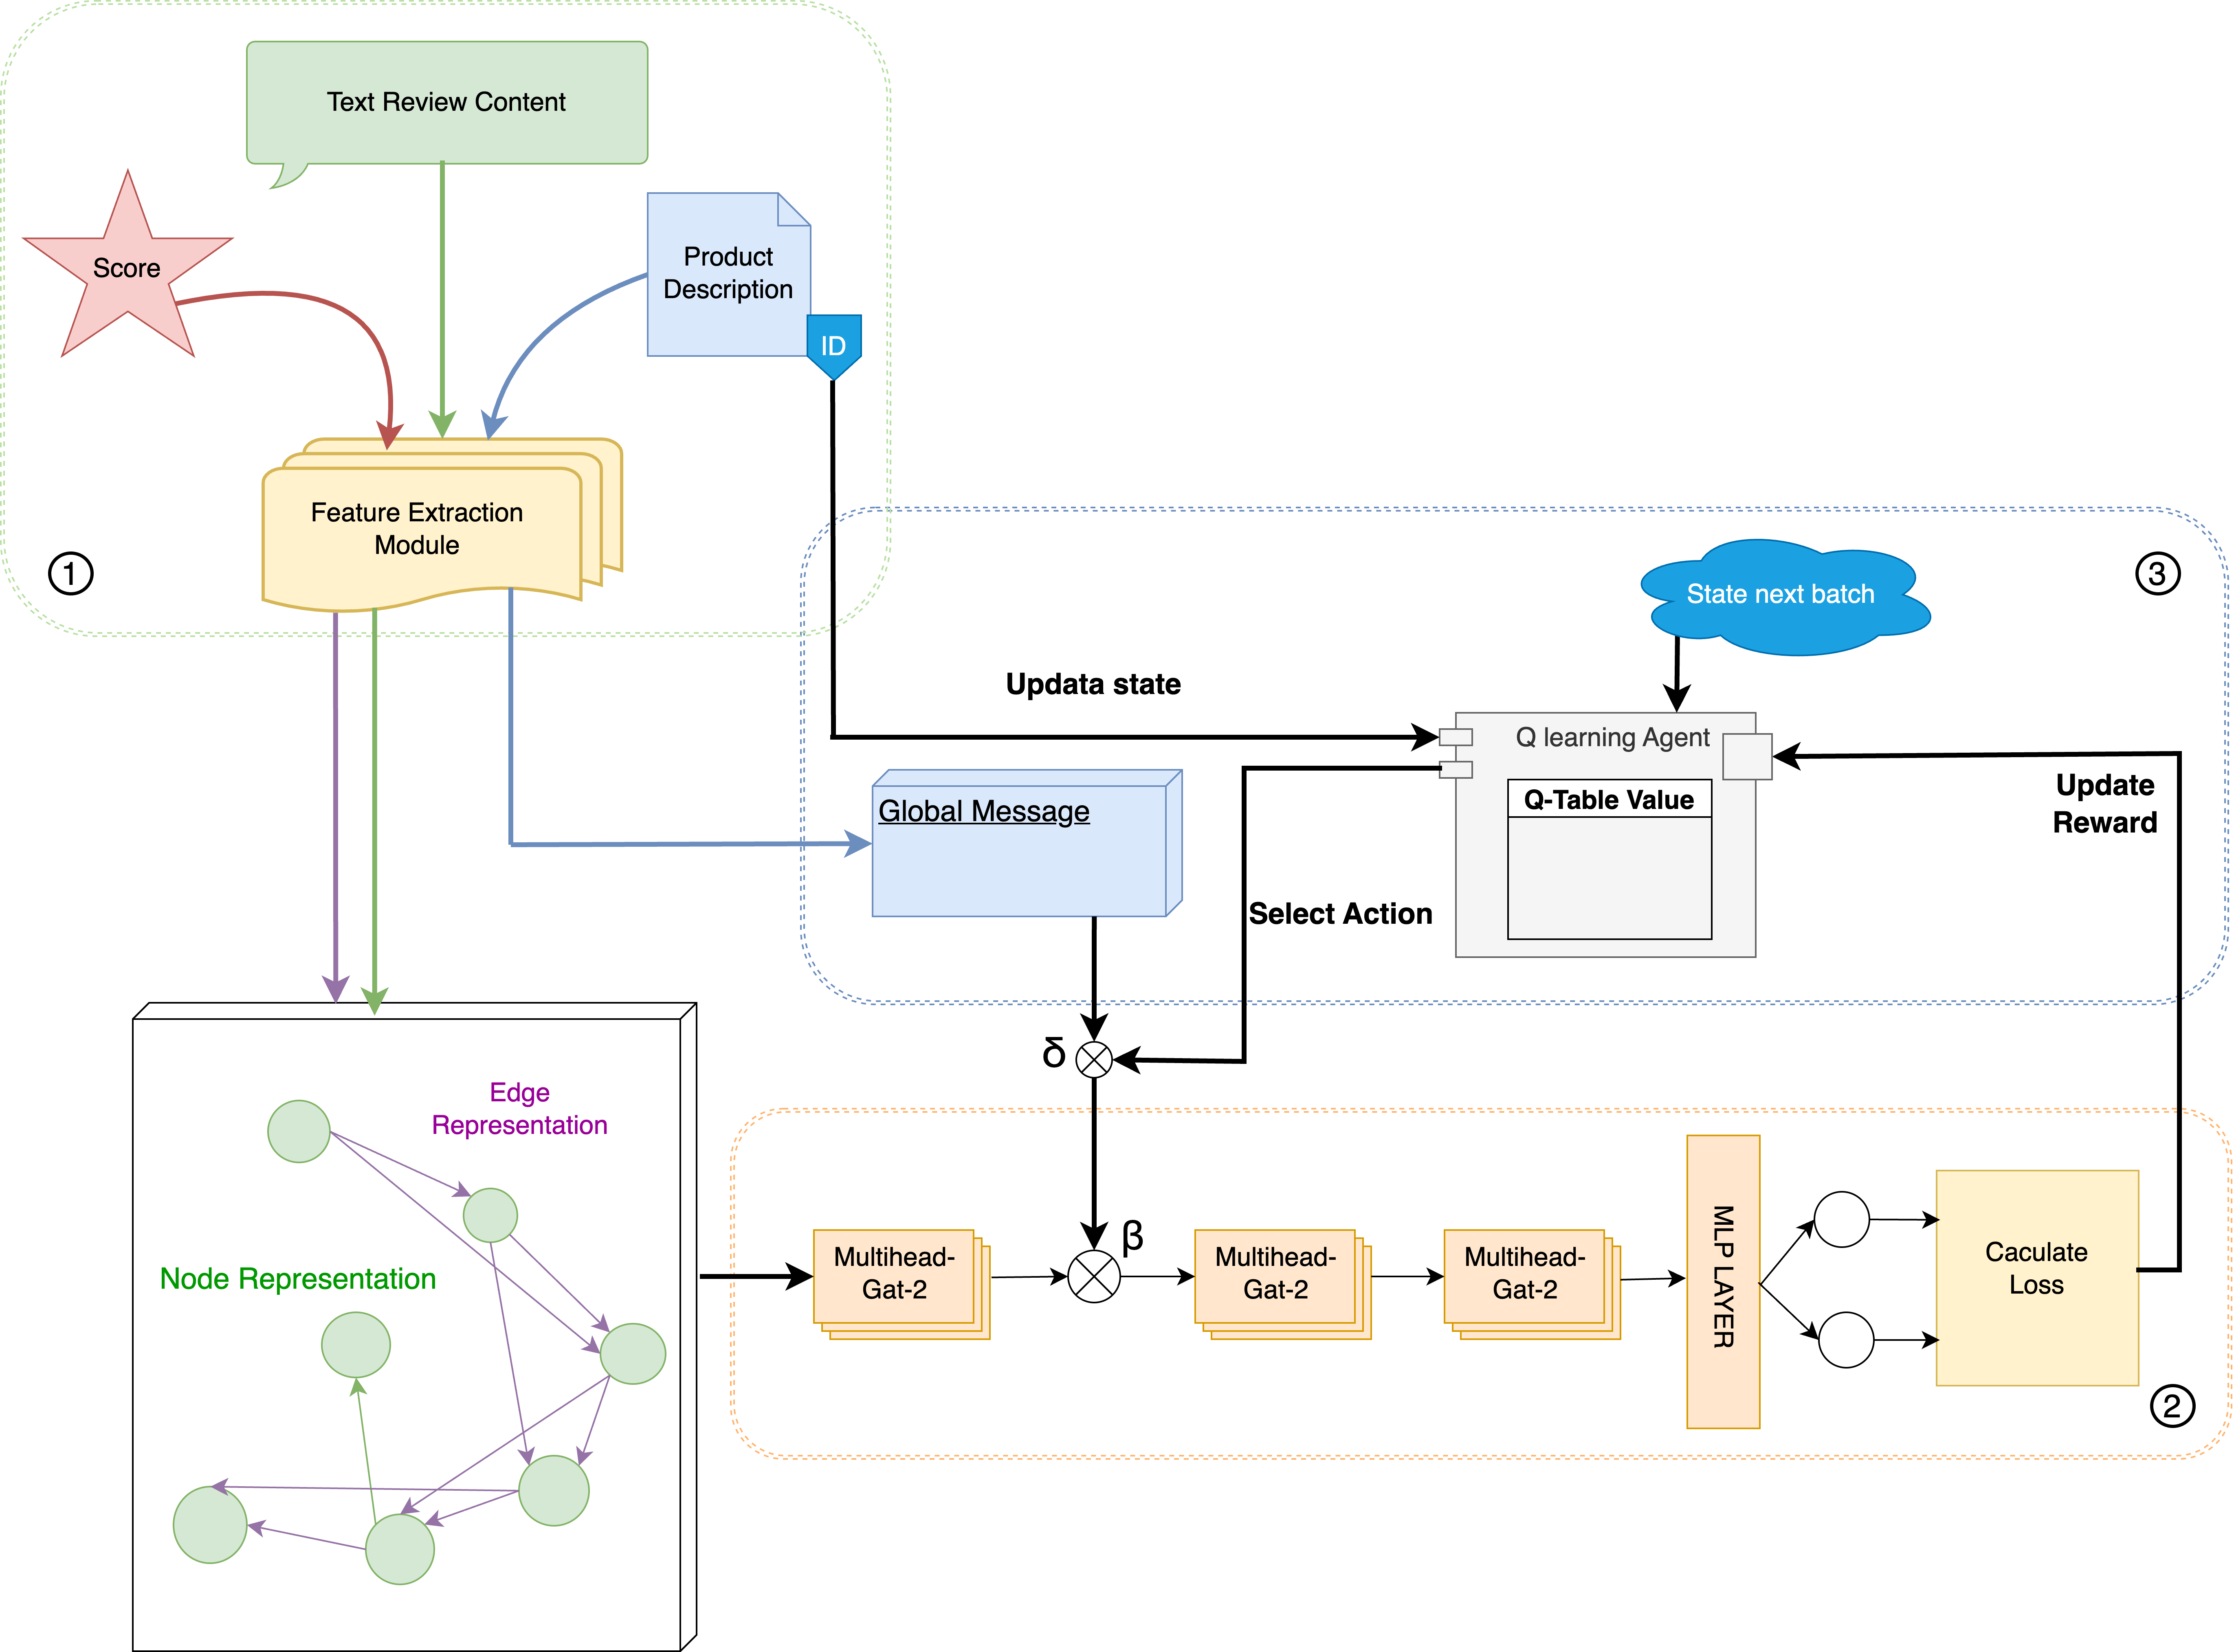 Text Review Content
Score
Product
Description
ID
Feature Extraction
Module
①
③
State next batch
Updata state
Q learning Agent
Q-Table Value
Update
Reward
Global Message
Select Action
δ
Edge
Representation
Node Representation
β
Multihead-
Gat-2
Multihead-
Gat-2
Multihead-
Gat-2
MLP LAYER
Caculate
Loss
②